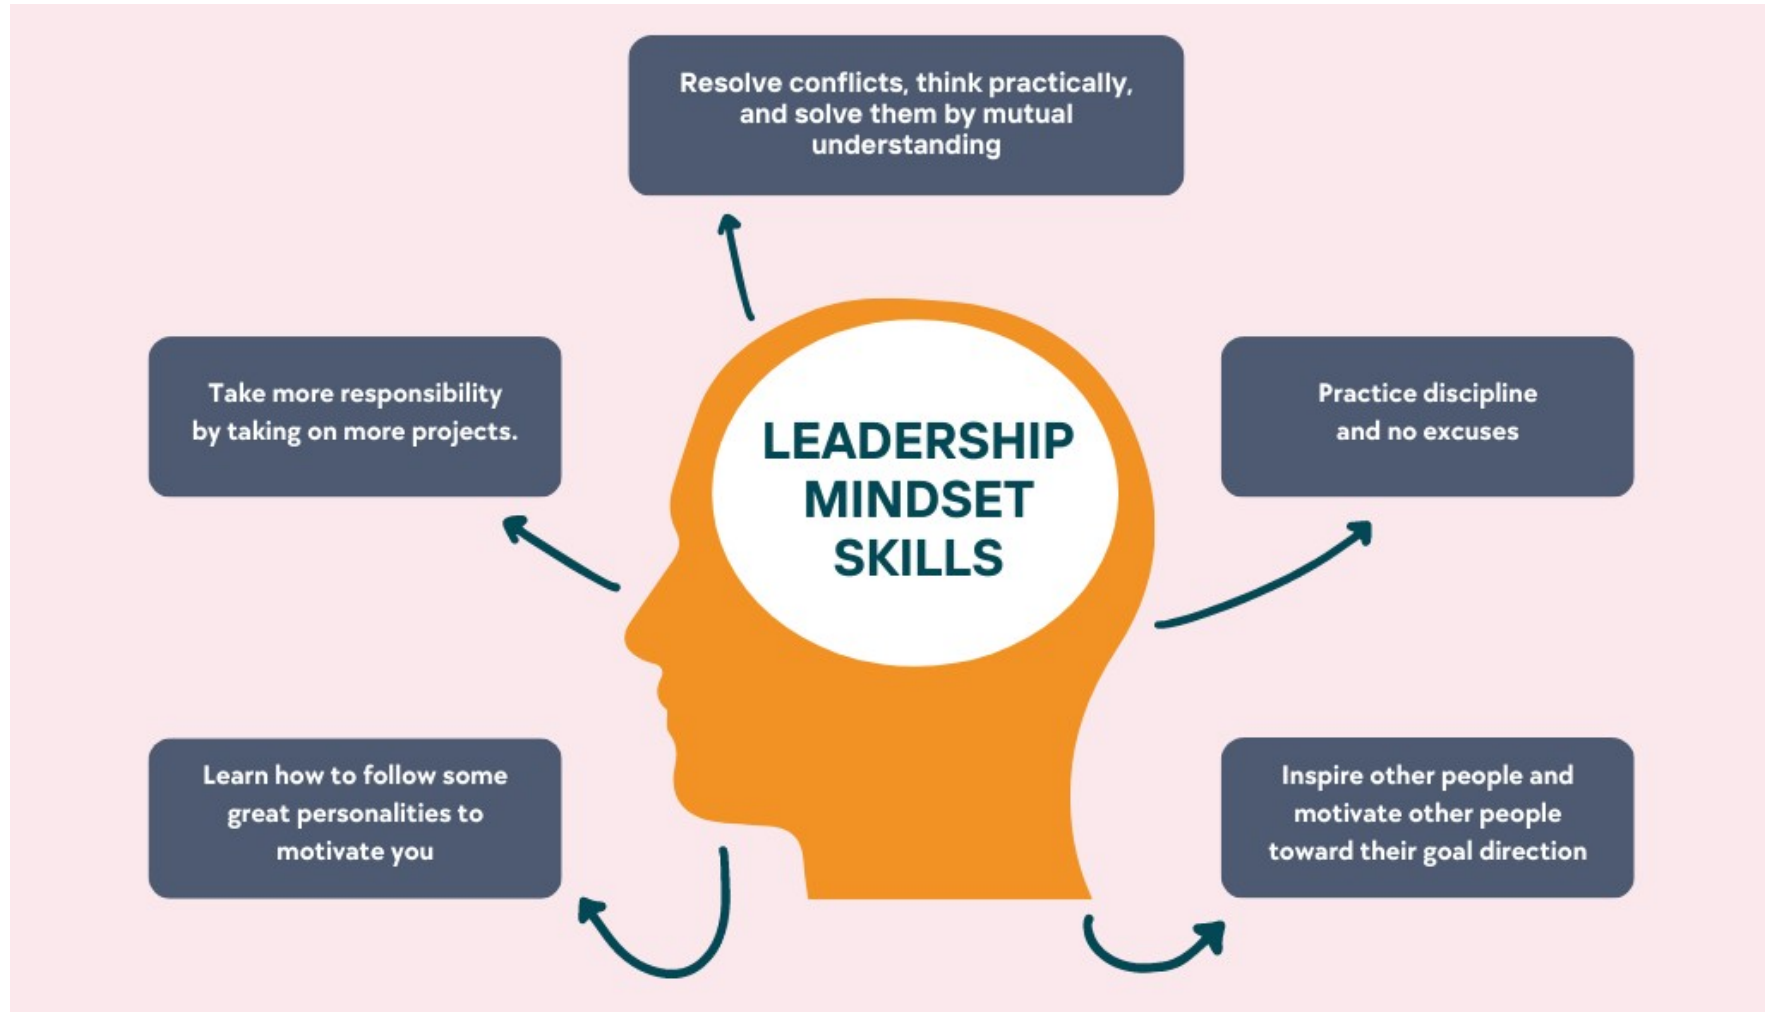 Resolve conflicts, think practically,
and solve them by mutual
understanding
Take more responsibility
by taking on more projects.
LEADERSHIP
MINDSET
SKILLS
Practice discipline
and no excuses
Learn how to follow some
great personalities to
motivate you
Inspire other people and
motivate other people
toward their goal direction